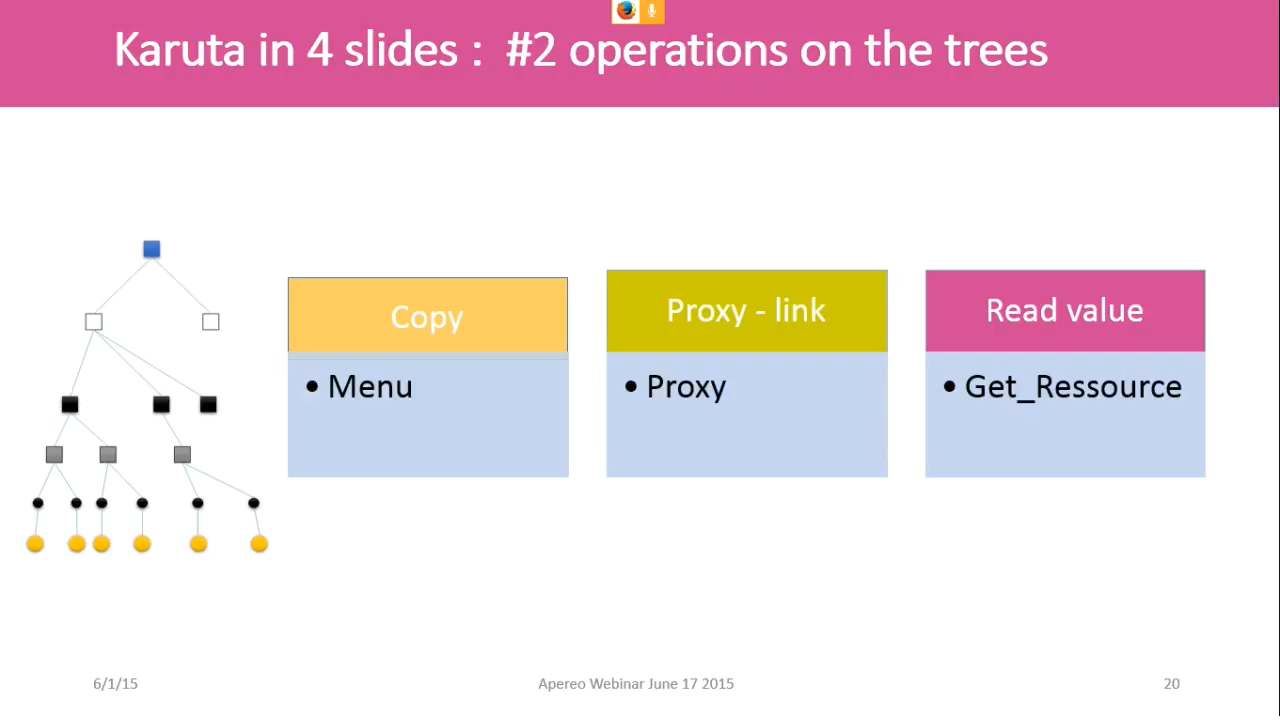 Karuta in 4 slides :  #2 operations on the trees
Copy
• Menu
Proxy - link
• Proxy
Read value
• Get_Ressource
6/1/15
Apereo Webinar June 17 2015
20